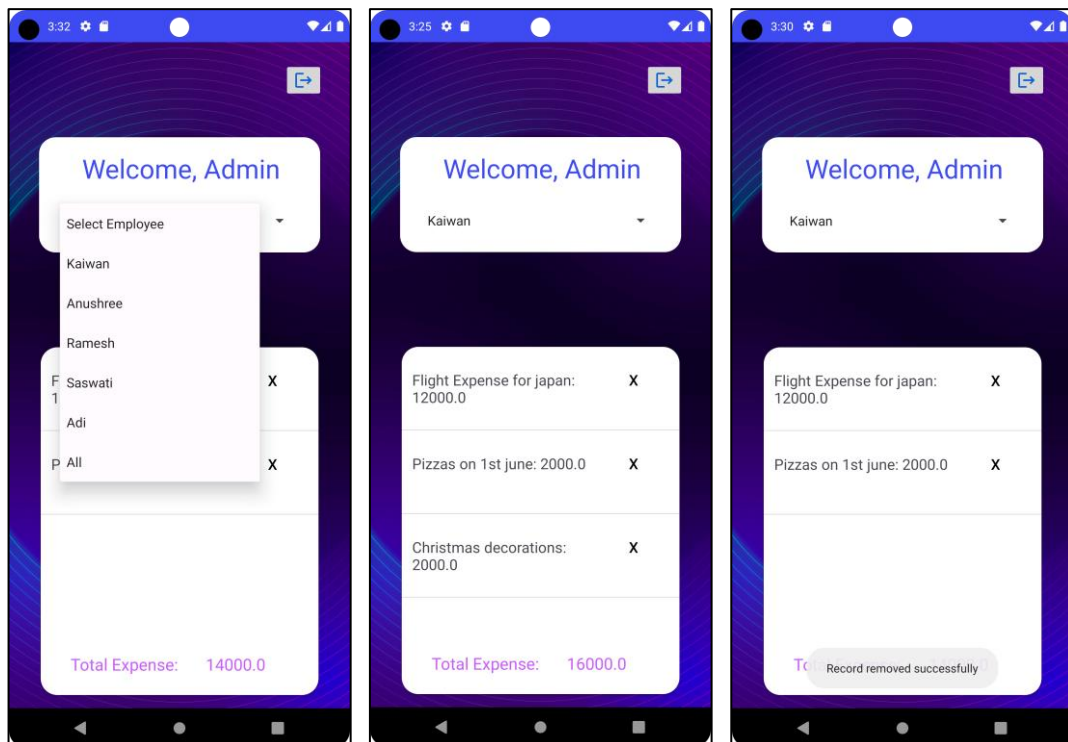 3:32
Welcome, Admin
Select Employee
Kaiwan
Anushree
Ramesh
Saswati
Adi
All
F
1
X
P
X
Total Expense: 14000.0
3:25
Welcome, Admin
Kaiwan
Flight Expense for japan:
12000.0
X
Pizzas on 1st june: 2000.0
X
Christmas decorations:
2000.0
X
Total Expense: 16000.0
3:30
Welcome, Admin
Kaiwan
Flight Expense for japan:
12000.0
X
Pizzas on 1st june: 2000.0
X
Record removed successfully